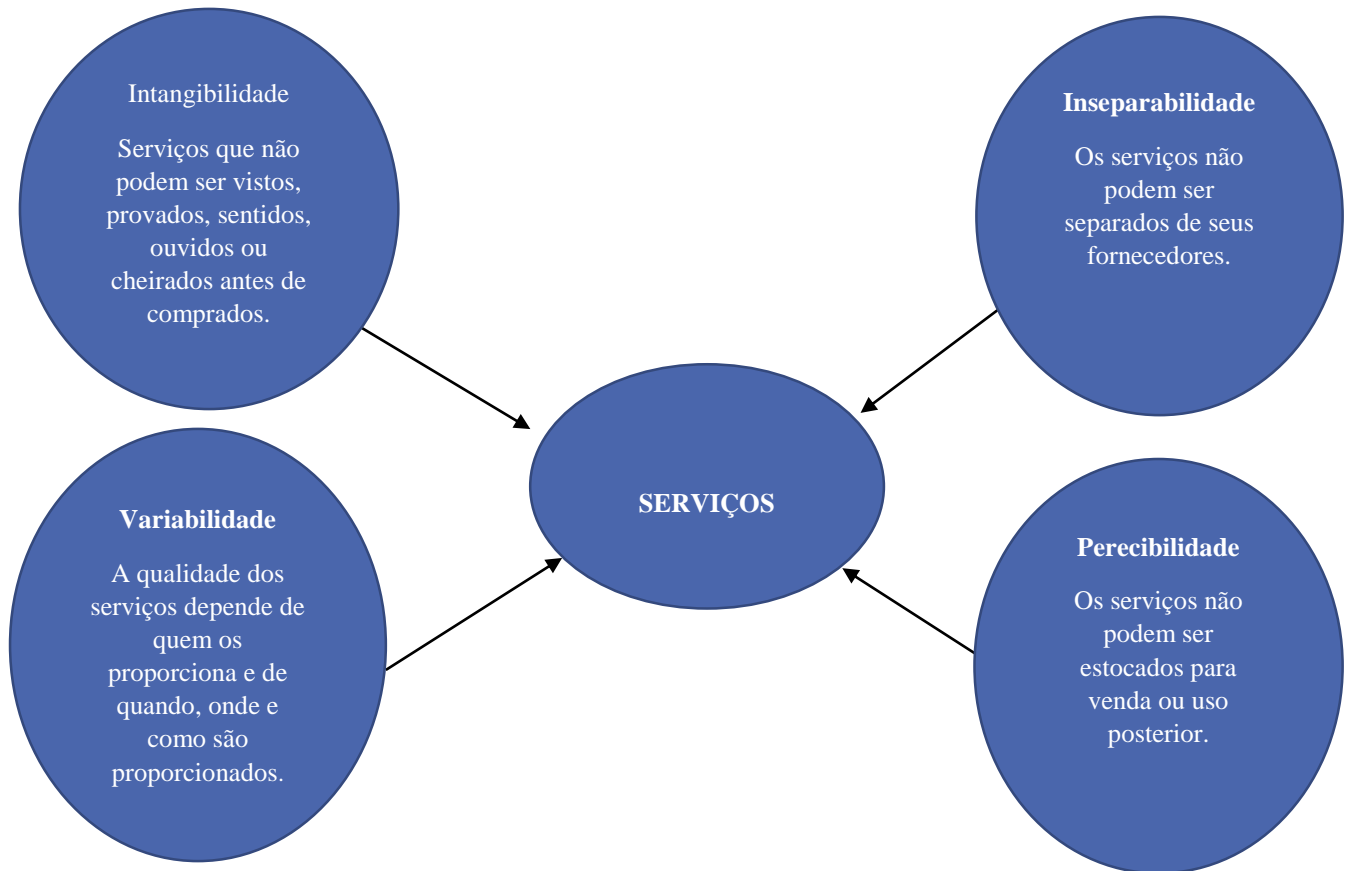 Intangibilidade
Serviços que não
podem ser vistos,
provados, sentidos,
ouvidos ou
cheirados antes de
comprados.
Inseparabilidade
Os serviços não
podem ser
separados de seus
fornecedores.
SERVIÇOS
Variabilidade
A qualidade dos
serviços depende de
quem os
proporciona e de
quando, onde e
como são
proporcionados.
Perecibilidade
Os serviços não
podem ser
estocados para
venda ou uso
posterior.